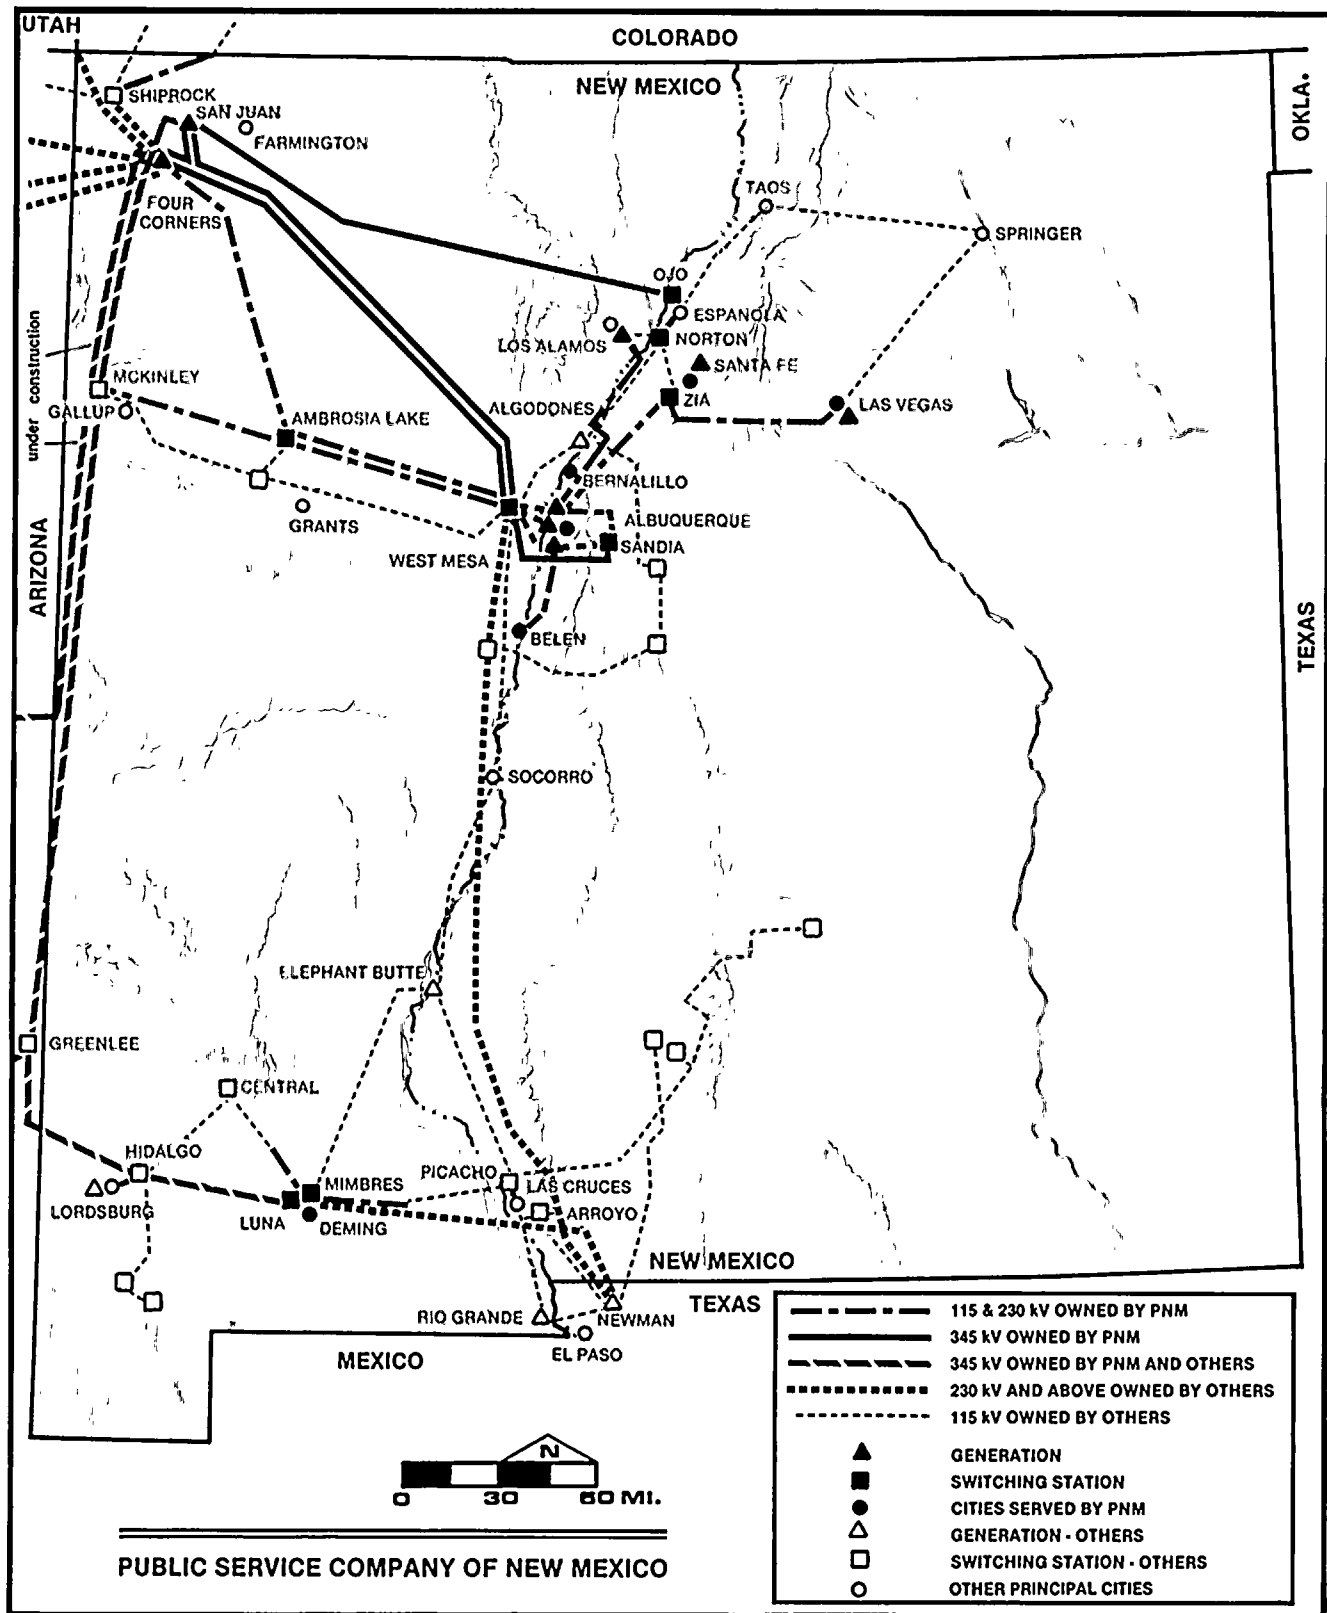 UTAH
COLORADO
NEW MEXICO
OKLA.
SHIPROCK
SAN JUAN
FARMINGTON
FOUR
CORNERS
TAOS
SPRINGER
OJO
ESPANOLA
LOS ALAMOS
NORTON
SANTA FE
ZIA
under construction
MCKINLEY
GALLUP
AMBROSIA LAKE
ALGODONES
LAS VEGAS
BERNALILLO
GRANTS
ALBUQUERQUE
SANDIA
WEST MESA
ARIZONA
BELEN
TEXAS
SOCORRO
ELEPHANT BUTTE
GREENLEE
CENTRAL
HIDALGO
MIMBRES
PICACHO
LAS CRUCES
LORDSBURG
LUNA
DEMING
ARROYO
NEW MEXICO
TEXAS
RIO GRANDE
NEWMAN
EL PASO
MEXICO
115 & 230 kV OWNED BY PNM
345 kV OWNED BY PNM
345 kV OWNED BY PNM AND OTHERS
230 kV AND ABOVE OWNED BY OTHERS
115 kV OWNED BY OTHERS
GENERATION
SWITCHING STATION
CITIES SERVED BY PNM
GENERATION - OTHERS
SWITCHING STATION - OTHERS
OTHER PRINCIPAL CITIES
N
0 30 60 MI.
PUBLIC SERVICE COMPANY OF NEW MEXICO